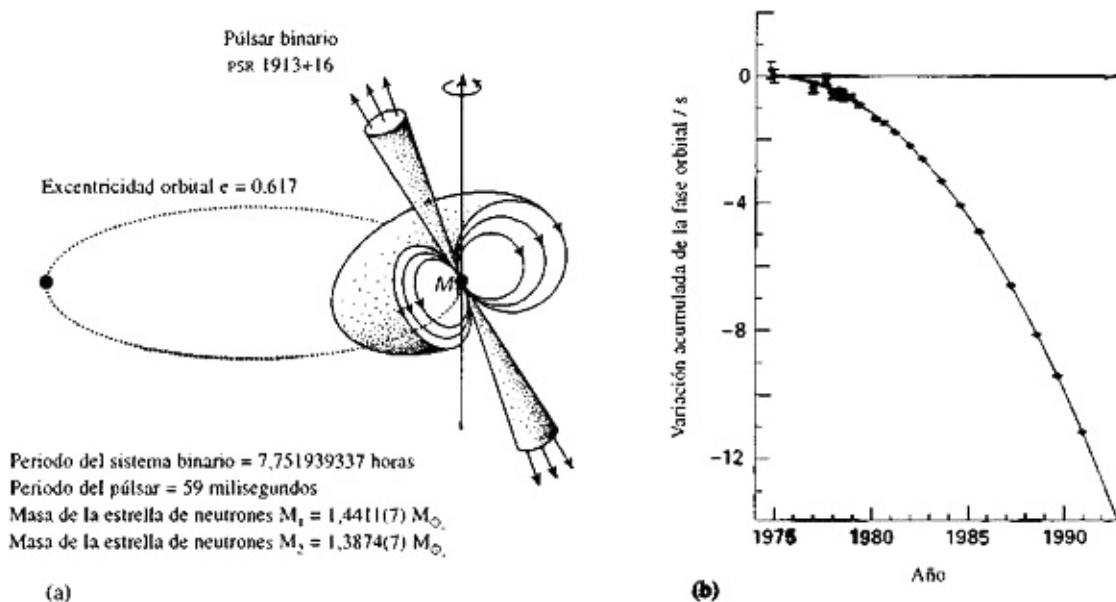 Púlsar binario
PSR 1913+16
Excentricidad orbital e = 0.617
M
Periodo del sistema binario = 7,751939337 horas
Periodo del púlsar = 59 milisegundos
Masa de la estrella de neutrones M₁ = 1,4411(7) M⊙
Masa de la estrella de neutrones M₂ = 1,3874(7) M⊙
(a)
Variación acumulada de la fase orbital / s
0
-4
-8
-12
1980
1985
1990
Año
(b)